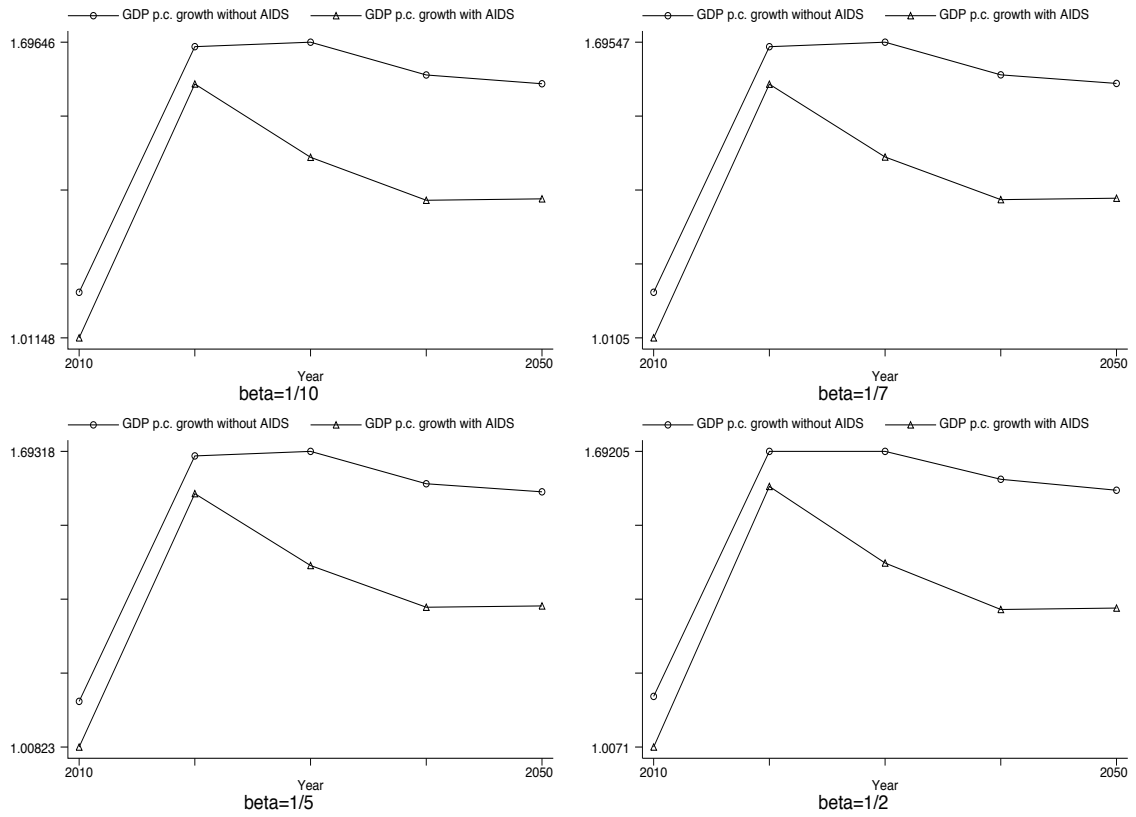 GDP p.c. growth without AIDS GDP p.c. growth with AIDS
1.69646
1.01148
2010 2050
Year
beta=1/10
GDP p.c. growth without AIDS GDP p.c. growth with AIDS
1.69547
1.0105
2010 2050
Year
beta=1/7
GDP p.c. growth without AIDS GDP p.c. growth with AIDS
1.69318
1.00823
2010 2050
Year
beta=1/5
GDP p.c. growth without AIDS GDP p.c. growth with AIDS
1.69205
1.0071
2010 2050
Year
beta=1/2